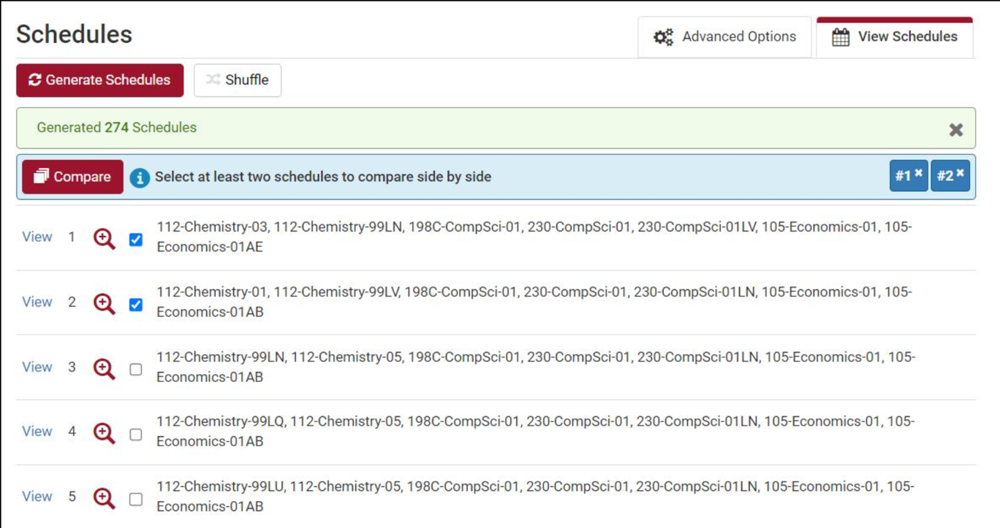 Schedules
Advanced Options
View Schedules
Generate Schedules
Shuffle
Generated 274 Schedules
Compare
Select at least two schedules to compare side by side
#1
#2
View 1 112-Chemistry-03, 112-Chemistry-99LN, 198C-CompSci-01, 230-CompSci-01, 230-CompSci-01LV, 105-Economics-01, 105-
Economics-01AE
View 2 112-Chemistry-01, 112-Chemistry-99LV, 198C-CompSci-01, 230-CompSci-01, 230-CompSci-01LN, 105-Economics-01, 105-
Economics-01AB
View 3 112-Chemistry-99LN, 112-Chemistry-05, 198C-CompSci-01, 230-CompSci-01, 230-CompSci-01LN, 105-Economics-01, 105-
Economics-01AB
View 4 112-Chemistry-99LQ, 112-Chemistry-05, 198C-CompSci-01, 230-CompSci-01, 230-CompSci-01LN, 105-Economics-01, 105-
Economics-01AB
View 5 112-Chemistry-99LU, 112-Chemistry-05, 198C-CompSci-01, 230-CompSci-01, 230-CompSci-01LN, 105-Economics-01, 105-
Economics-01AB